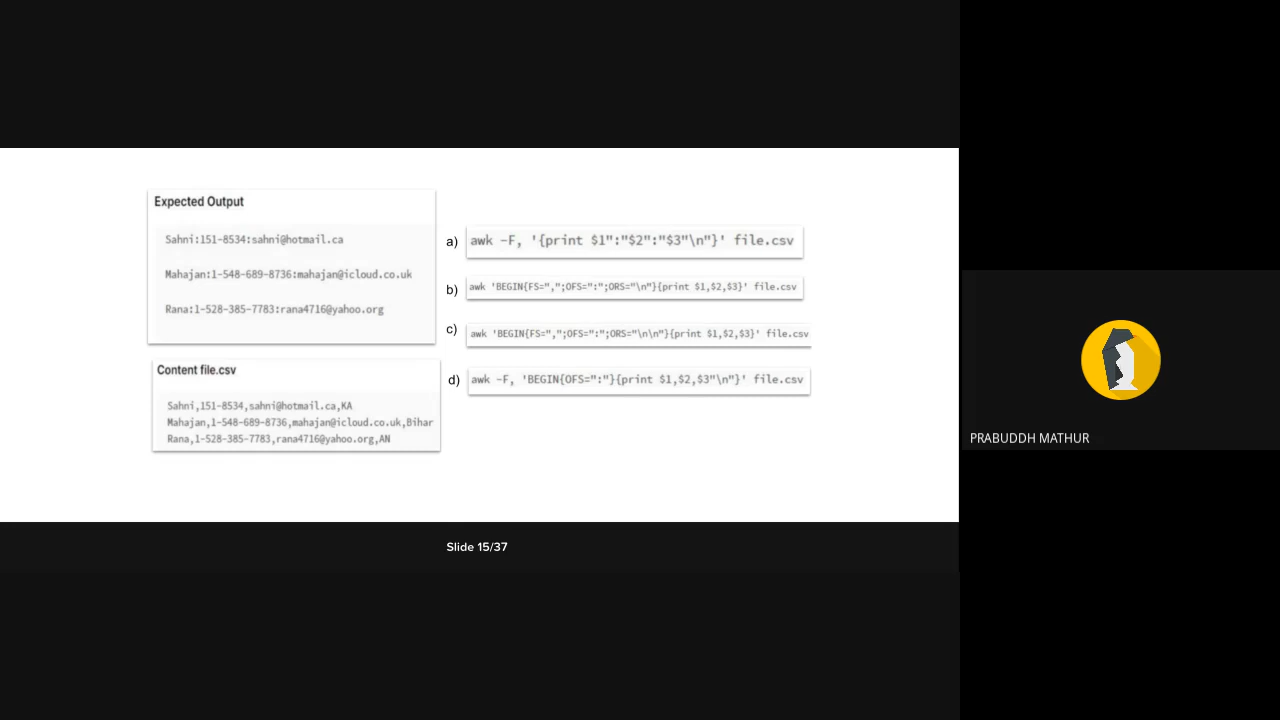 Expected Output
Sahni:151-8534:sahni@hotmail.ca
Mahajan:1-548-689-8736:mahajan@icloud.co.uk
Rana:1-528-385-7783:rana4716@yahoo.org
Content file.csv
Sahni,151-8534,sahni@hotmail.ca,KA
Mahajan,1-548-689-8736,mahajan@icloud.co.uk,Bihar
Rana,1-528-385-7783,rana4716@yahoo.org,AN
a) awk -F, '{print $1":"$2":"$3"\n"}' file.csv
b) awk 'BEGIN{FS=",";OFS=":";ORS="\n"}{print $1,$2,$3}' file.csv
c) awk 'BEGIN{FS=",";OFS=":";ORS="\n\n"}{print $1,$2,$3}' file.csv
d) awk -F, 'BEGIN{OFS=":"}{print $1,$2,$3"\n"}' file.csv
Slide 15/37
PRABUDDH MATHUR